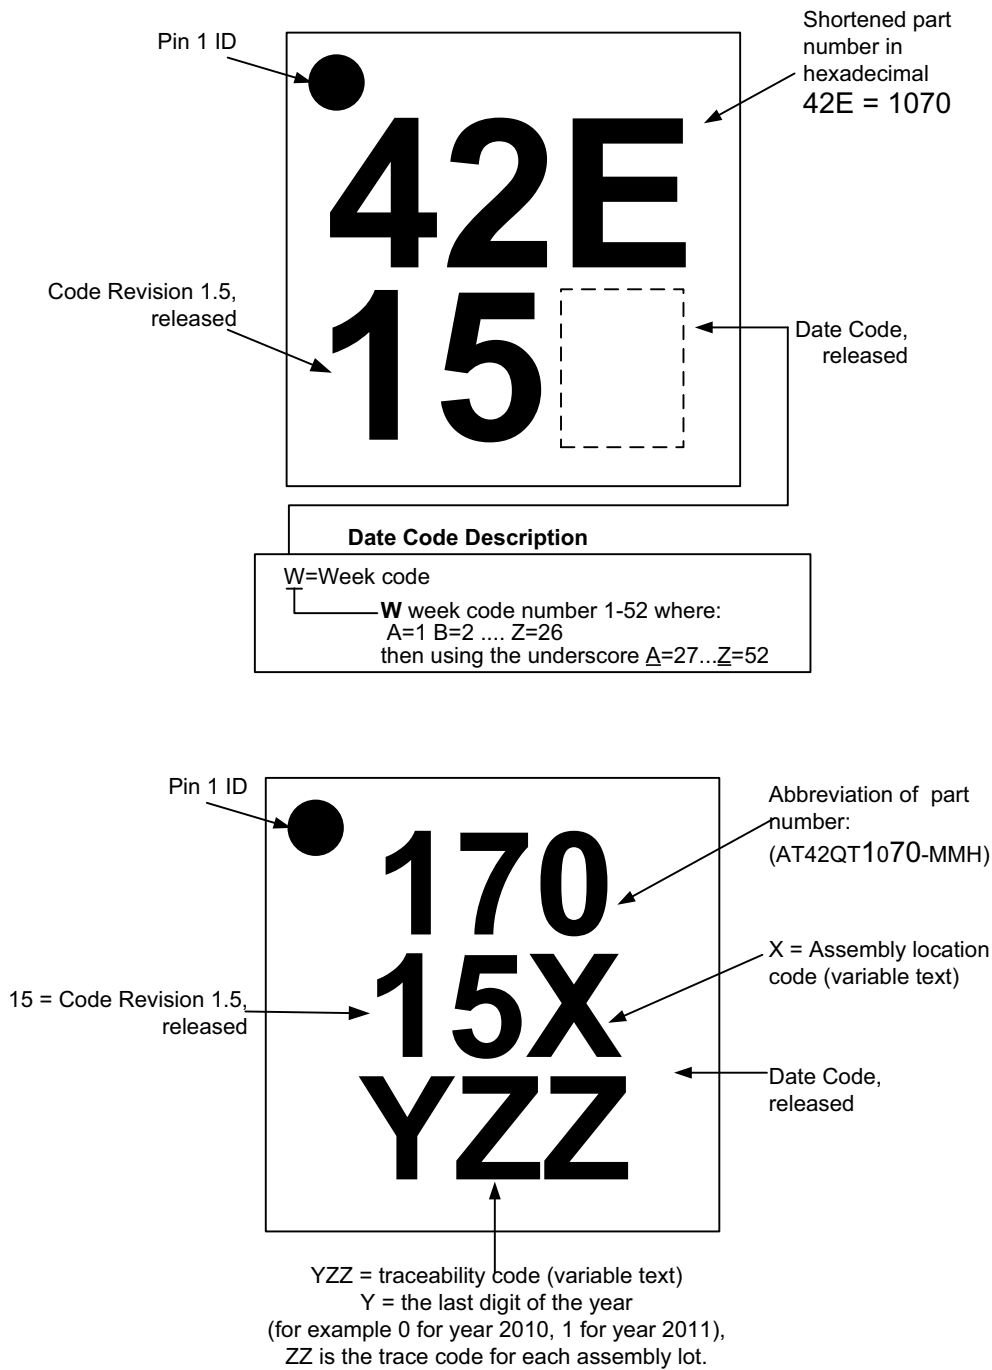 Pin 1 ID
Shortened part
number in
hexadecimal
42E = 1070
42E
Code Revision 1.5,
released
15
Date Code,
released
Date Code Description
W=Week code
W week code number 1-52 where:
A=1 B=2 .... Z=26
then using the underscore A=27...Z=52
Pin 1 ID
Abbreviation of part
number:
(AT42QT1070-MMH)
170
X = Assembly location
code (variable text)
15 = Code Revision 1.5,
released
15X
Date Code,
released
YZZ
YZZ = traceability code (variable text)
Y = the last digit of the year
(for example 0 for year 2010, 1 for year 2011),
ZZ is the trace code for each assembly lot.